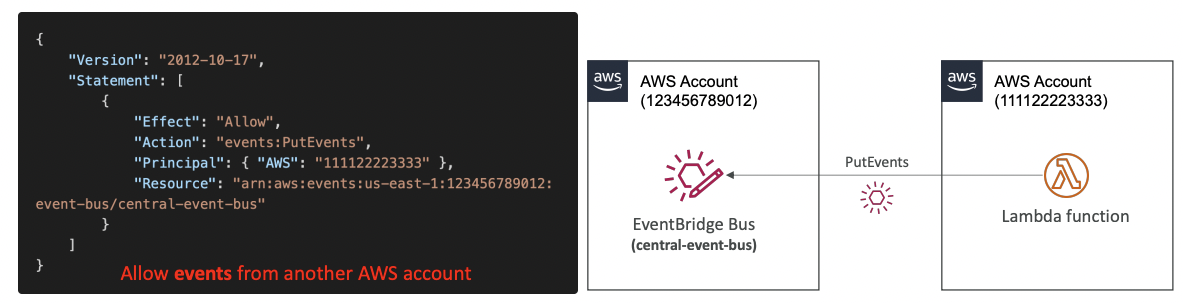 {
"Version": "2012-10-17",
"Statement": [
{
"Effect": "Allow",
"Action": "events:PutEvents",
"Principal": { "AWS": "111122223333" },
"Resource": "arn:aws:events:us-east-1:123456789012:
event-bus/central-event-bus"
}
]
}
Allow events from another AWS account
aws
AWS Account
(123456789012)
EventBridge Bus
(central-event-bus)
PutEvents
aws
AWS Account
(111122223333)
Lambda function